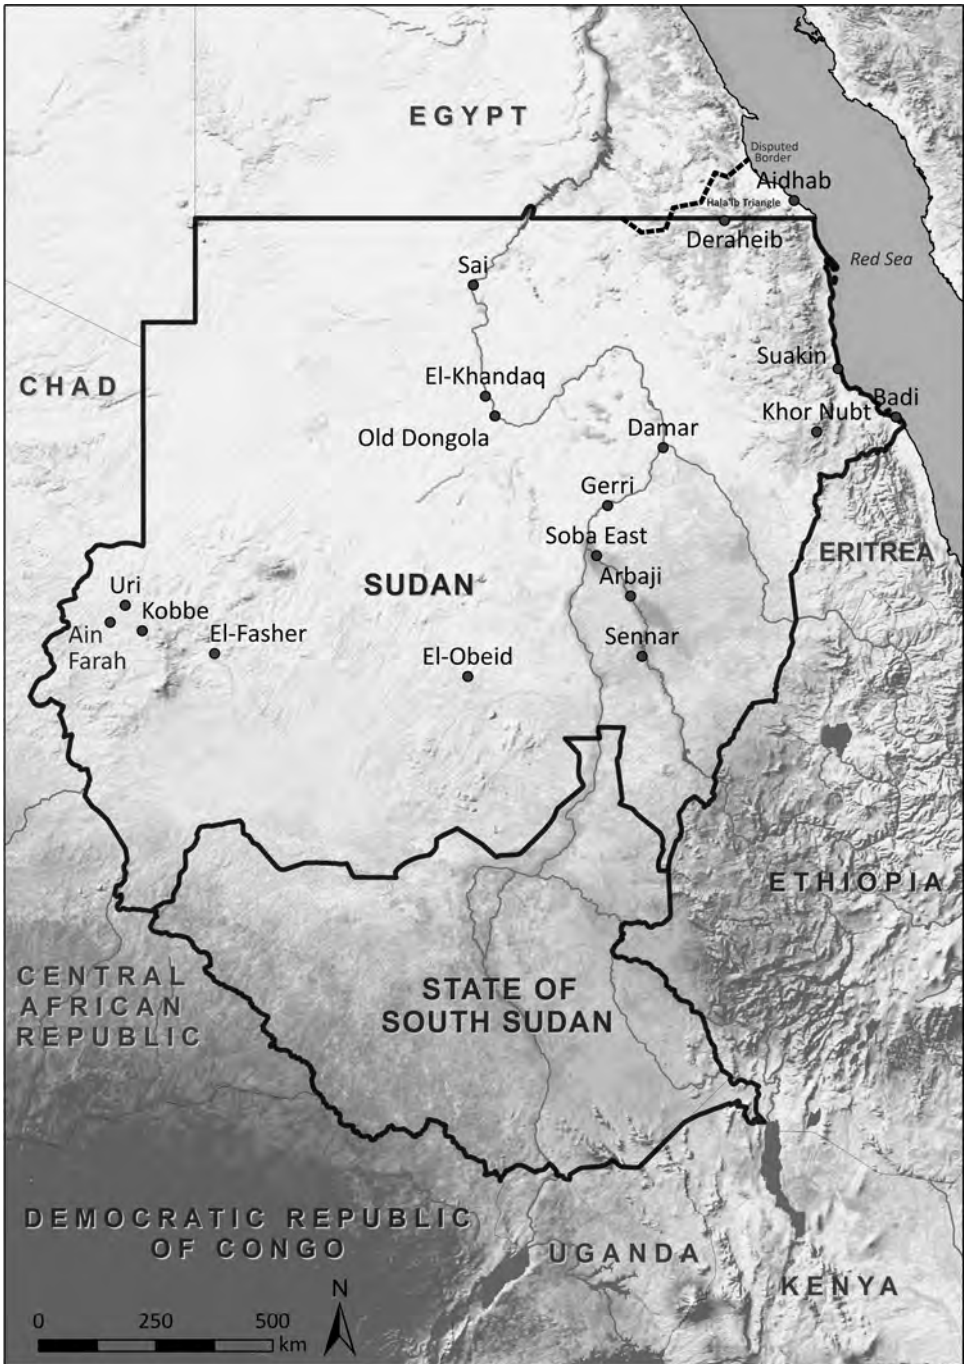 EGYPT
Disputed
Border
Aidhab
Hala'ib Triangle
Deraheib
Red Sea
Sai
Suakin
CHAD
El-Khandaq
Badi
Khor Nubt
Old Dongola
Damar
Gerri
Soba East
ERITREA
Arbaji
SUDAN
Uri
Kobbe
Ain
Farah
El-Fasher
Sennar
El-Obeid
ETHIOPIA
CENTRAL
AFRICAN
REPUBLIC
STATE OF
SOUTH SUDAN
DEMOCRATIC REPUBLIC
OF CONGO
UGANDA
KENYA
N
0 250 500
km